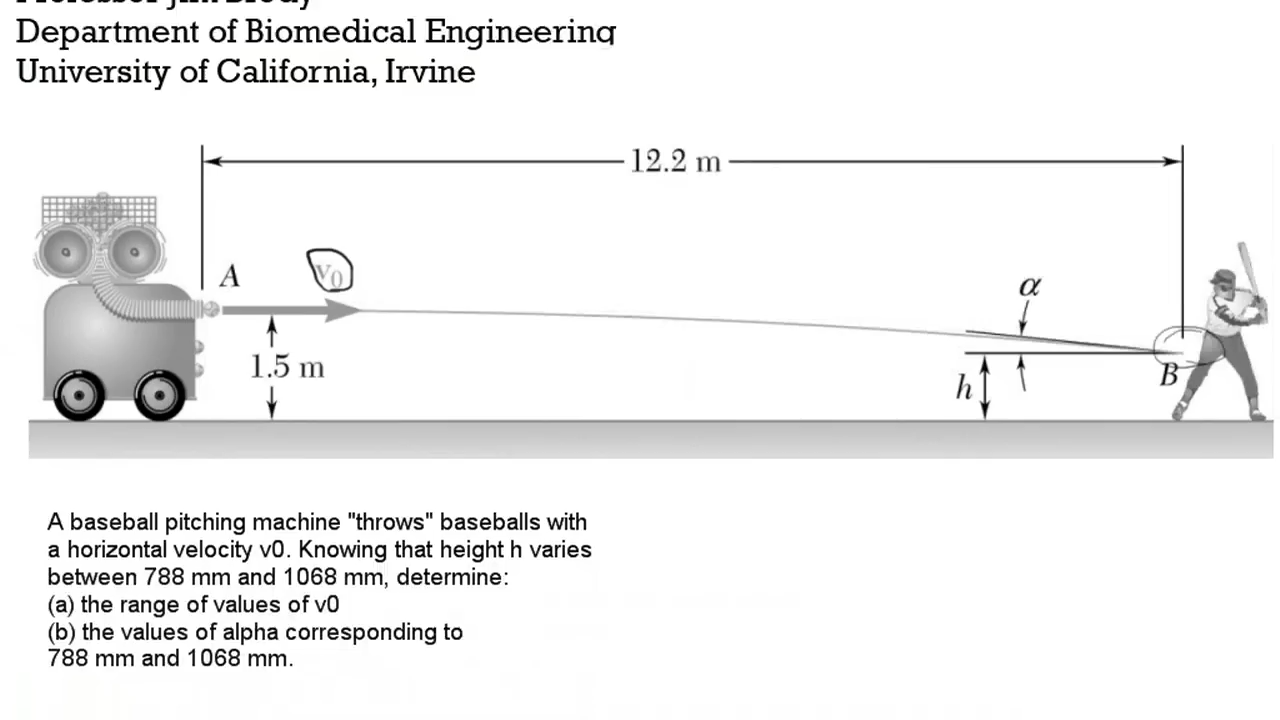 Department of Biomedical Engineering
University of California, Irvine
12.2 m
A
v0
α
1.5 m
h
B
A baseball pitching machine "throws" baseballs with
a horizontal velocity v0. Knowing that height h varies
between 788 mm and 1068 mm, determine:
(a) the range of values of v0
(b) the values of alpha corresponding to
788 mm and 1068 mm.